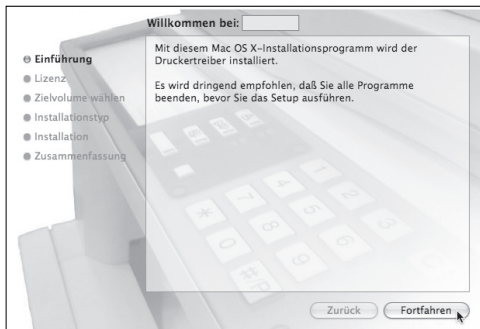 Willkommen bei:
Einführung
Lizenz
Zielvolume wählen
Installationstyp
Installation
Zusammenfassung
Mit diesem Mac OS X-Installationsprogramm wird der
Druckertreiber installiert.
Es wird dringend empfohlen, daß Sie alle Programme
beenden, bevor Sie das Setup ausführen.
Zurück
Fortfahren